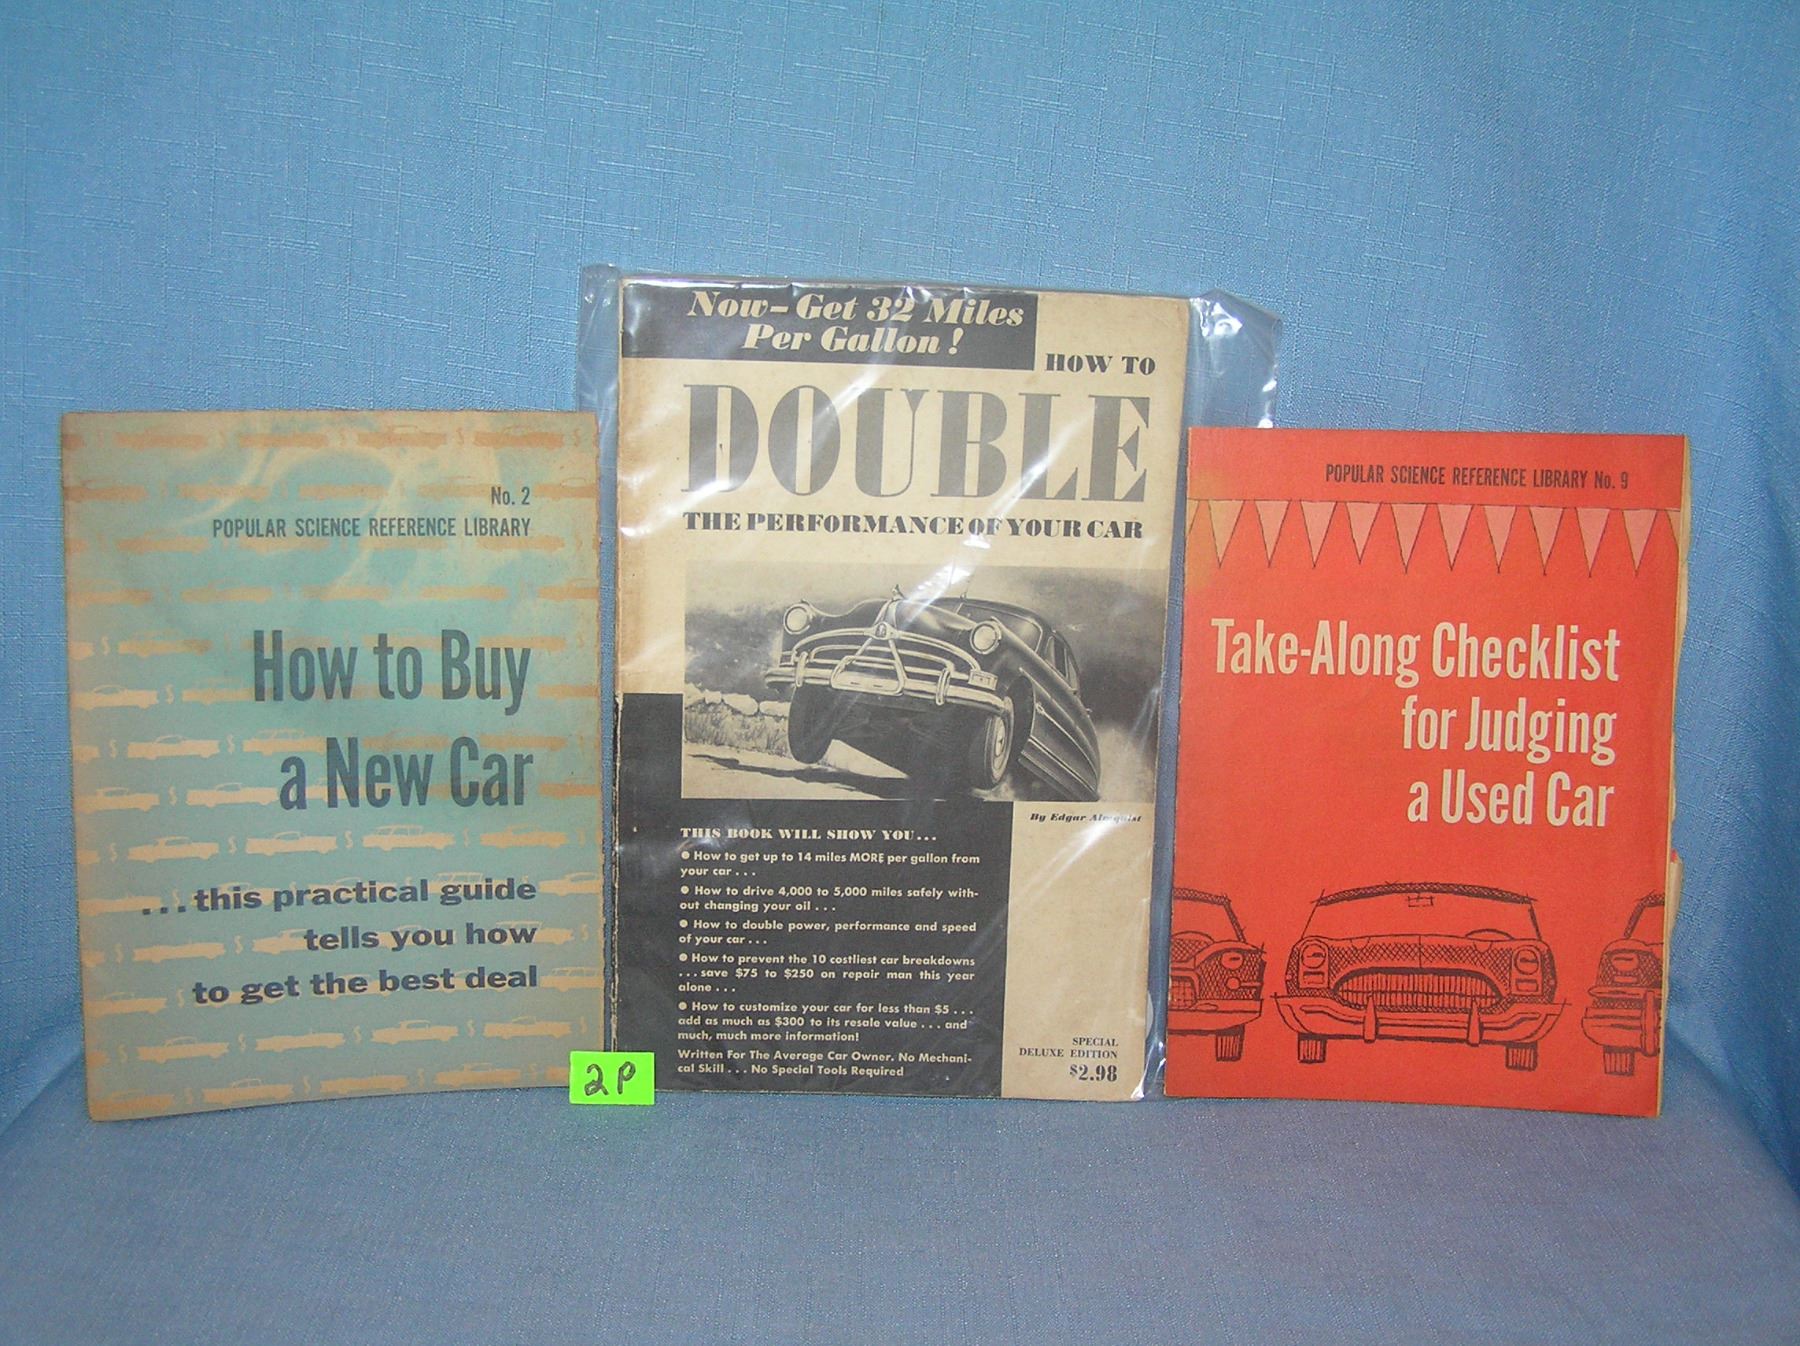 No. 2
POPULAR SCIENCE REFERENCE LIBRARY
How to Buy
a New Car
...this practical guide
tells you how
to get the best deal
2P
Now-Get 32 Miles
Per Gallon!
HOW TO
DOUBLE
THE PERFORMANCE OF YOUR CAR
By Edgar Almquist
THIS BOOK WILL SHOW YOU...
● How to get up to 14 miles MORE per gallon from
your car . . .
● How to drive 4,000 to 5,000 miles safely with-
out changing your oil . . .
● How to double power, performance and speed
of your car . . .
● How to prevent the 10 costliest car breakdowns
. . . save $75 to $250 on repair man this year
alone . . .
● How to customize your car for less than $5 . . .
add as much as $300 to its resale value . . . and
much, much more information!
Written For The Average Car Owner. No Mechani-
cal Skill . . . No Special Tools Required
SPECIAL
DELUXE EDITION
$2.98
POPULAR SCIENCE REFERENCE LIBRARY No. 9
Take-Along Checklist
for Judging
a Used Car